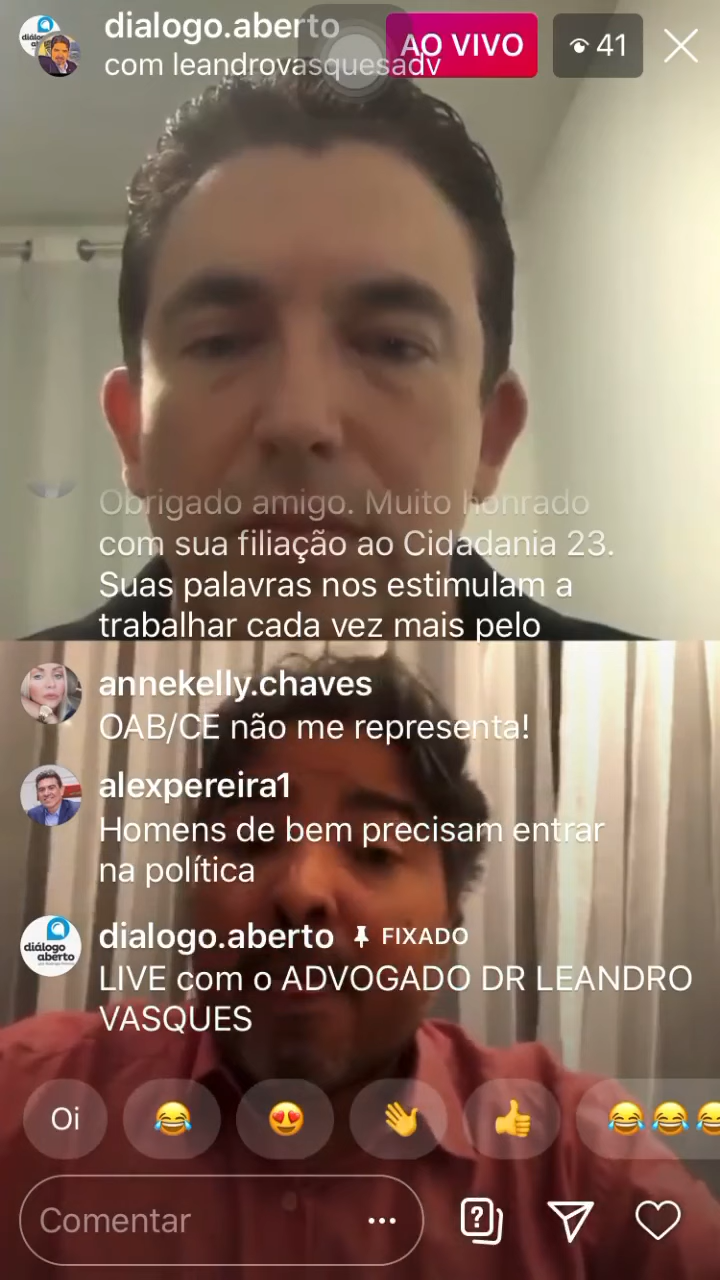 dialogo.aberto
com leandrovasquesadv
AO VIVO
41
Obrigado amigo. Muito honrado
com sua filiação ao Cidadania 23.
Suas palavras nos estimulam a
trabalhar cada vez mais pelo
annekelly.chaves
OAB/CE não me representa!
alexpereira1
Homens de bem precisam entrar
na política
diálogo
aberto
dialogo.aberto FIXADO
LIVE com o ADVOGADO DR LEANDRO
VASQUES
Oi
Comentar